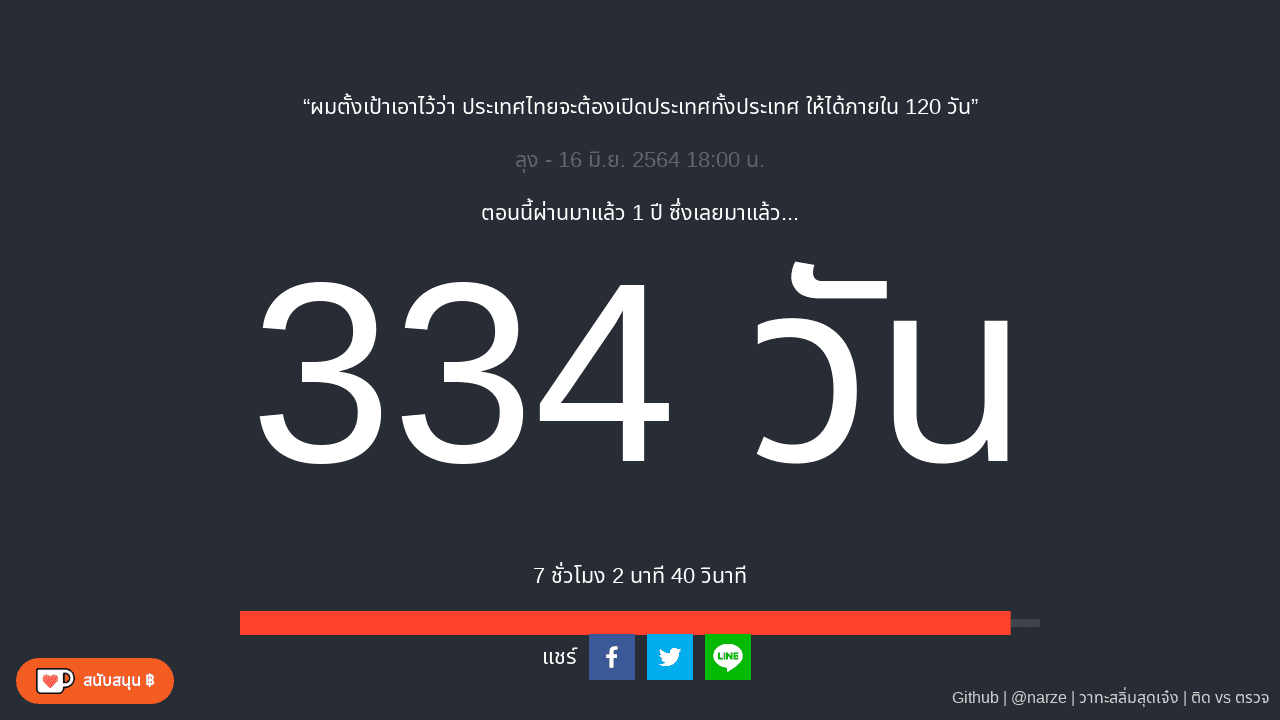 “ผมตั้งเป้าเอาไว้ว่า ประเทศไทยจะต้องเปิดประเทศทั้งประเทศ ให้ได้ภายใน 120 วัน”
ลุง - 16 มิ.ย. 2564 18:00 น.
ตอนนี้ผ่านมาแล้ว 1 ปี ซึ่งเลยมาแล้ว...
334 วัน
7 ชั่วโมง 2 นาที 40 วินาที
แชร์
LINE
สนับสนุน ฿
Github | @narze | วาทะสลิ่มสุดเจ๋ง | ติด vs ตรวจ